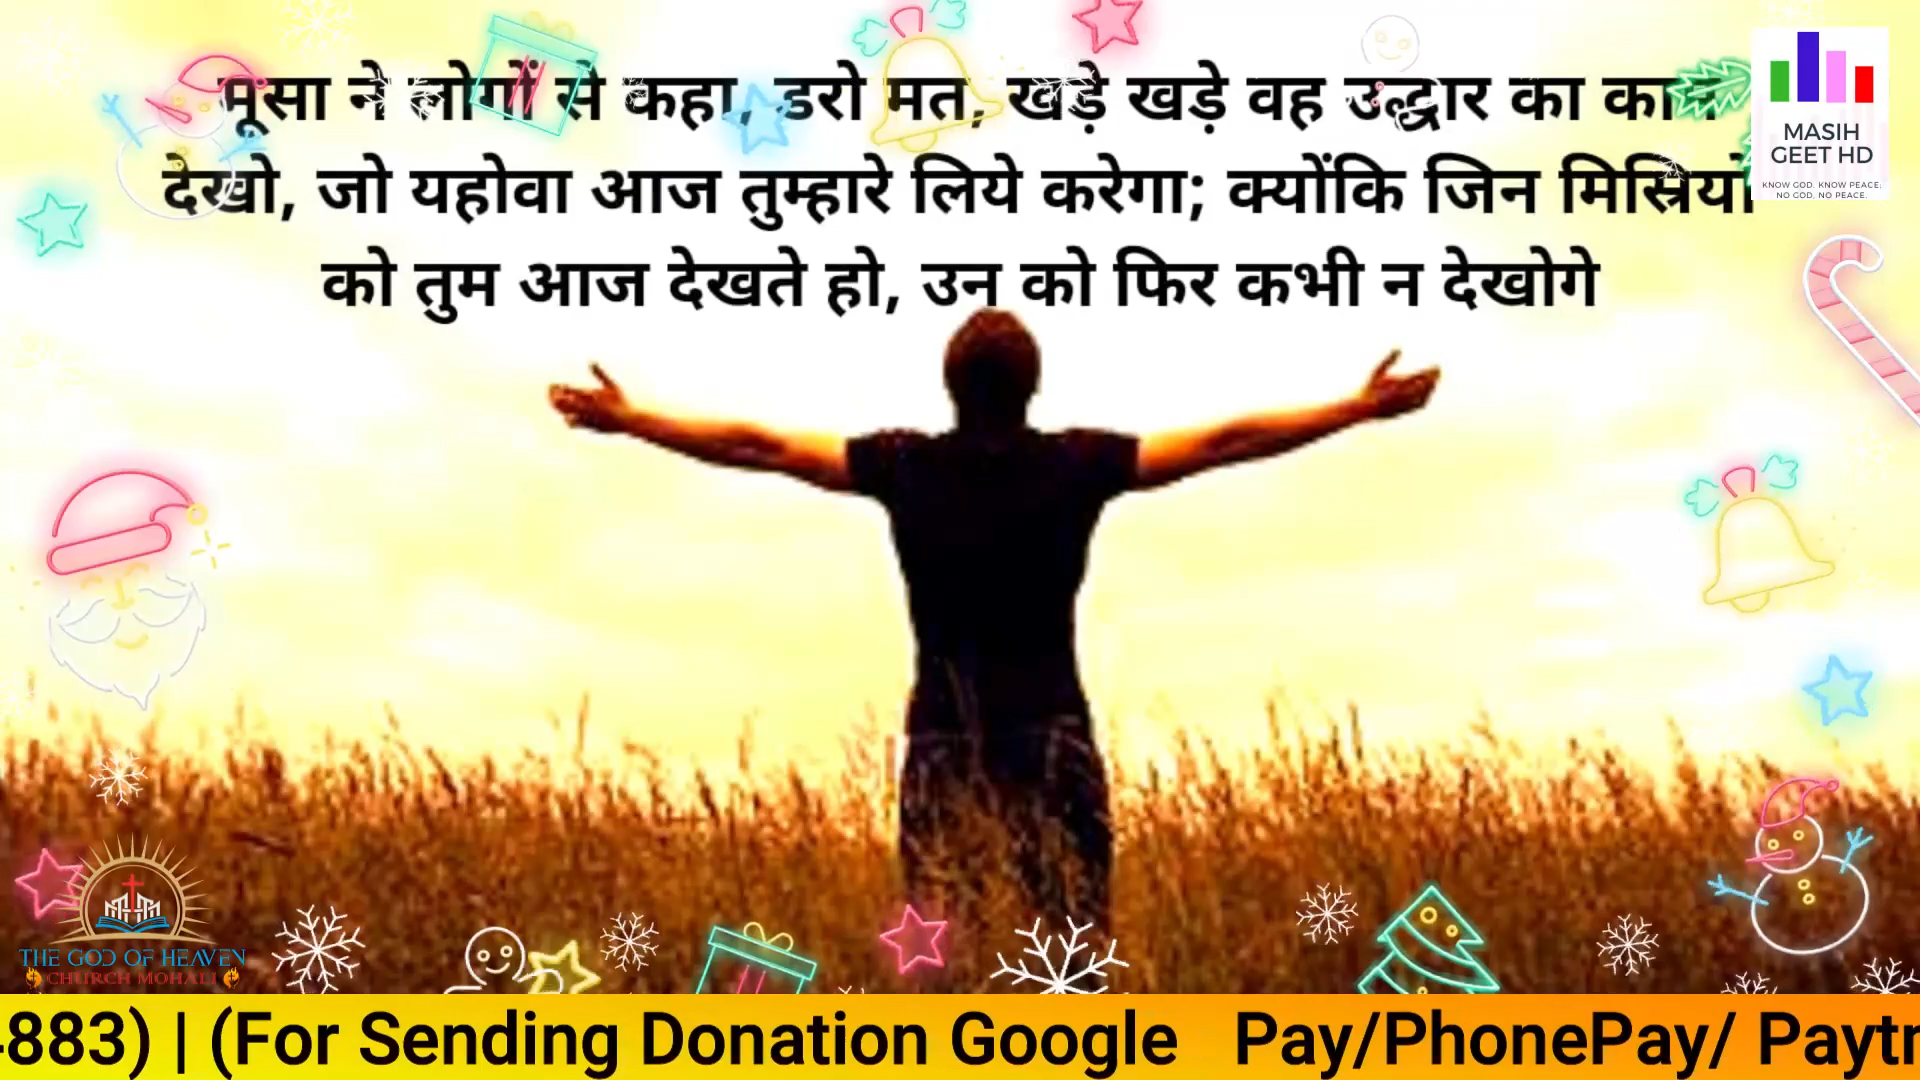 मूसा ने लोगों से कहा, डरो मत, खड़े खड़े वह उद्धार का काम
देखो, जो यहोवा आज तुम्हारे लिये करेगा; क्योंकि जिन मिस्रियों
को तुम आज देखते हो, उन को फिर कभी न देखोगे
MASIH
GEET HD
KNOW GOD. KNOW PEACE;
NO GOD, NO PEACE.
THE GOD OF HEAVEN
CHURCH MOHALI
883) | (For Sending Donation Google Pay/PhonePay/